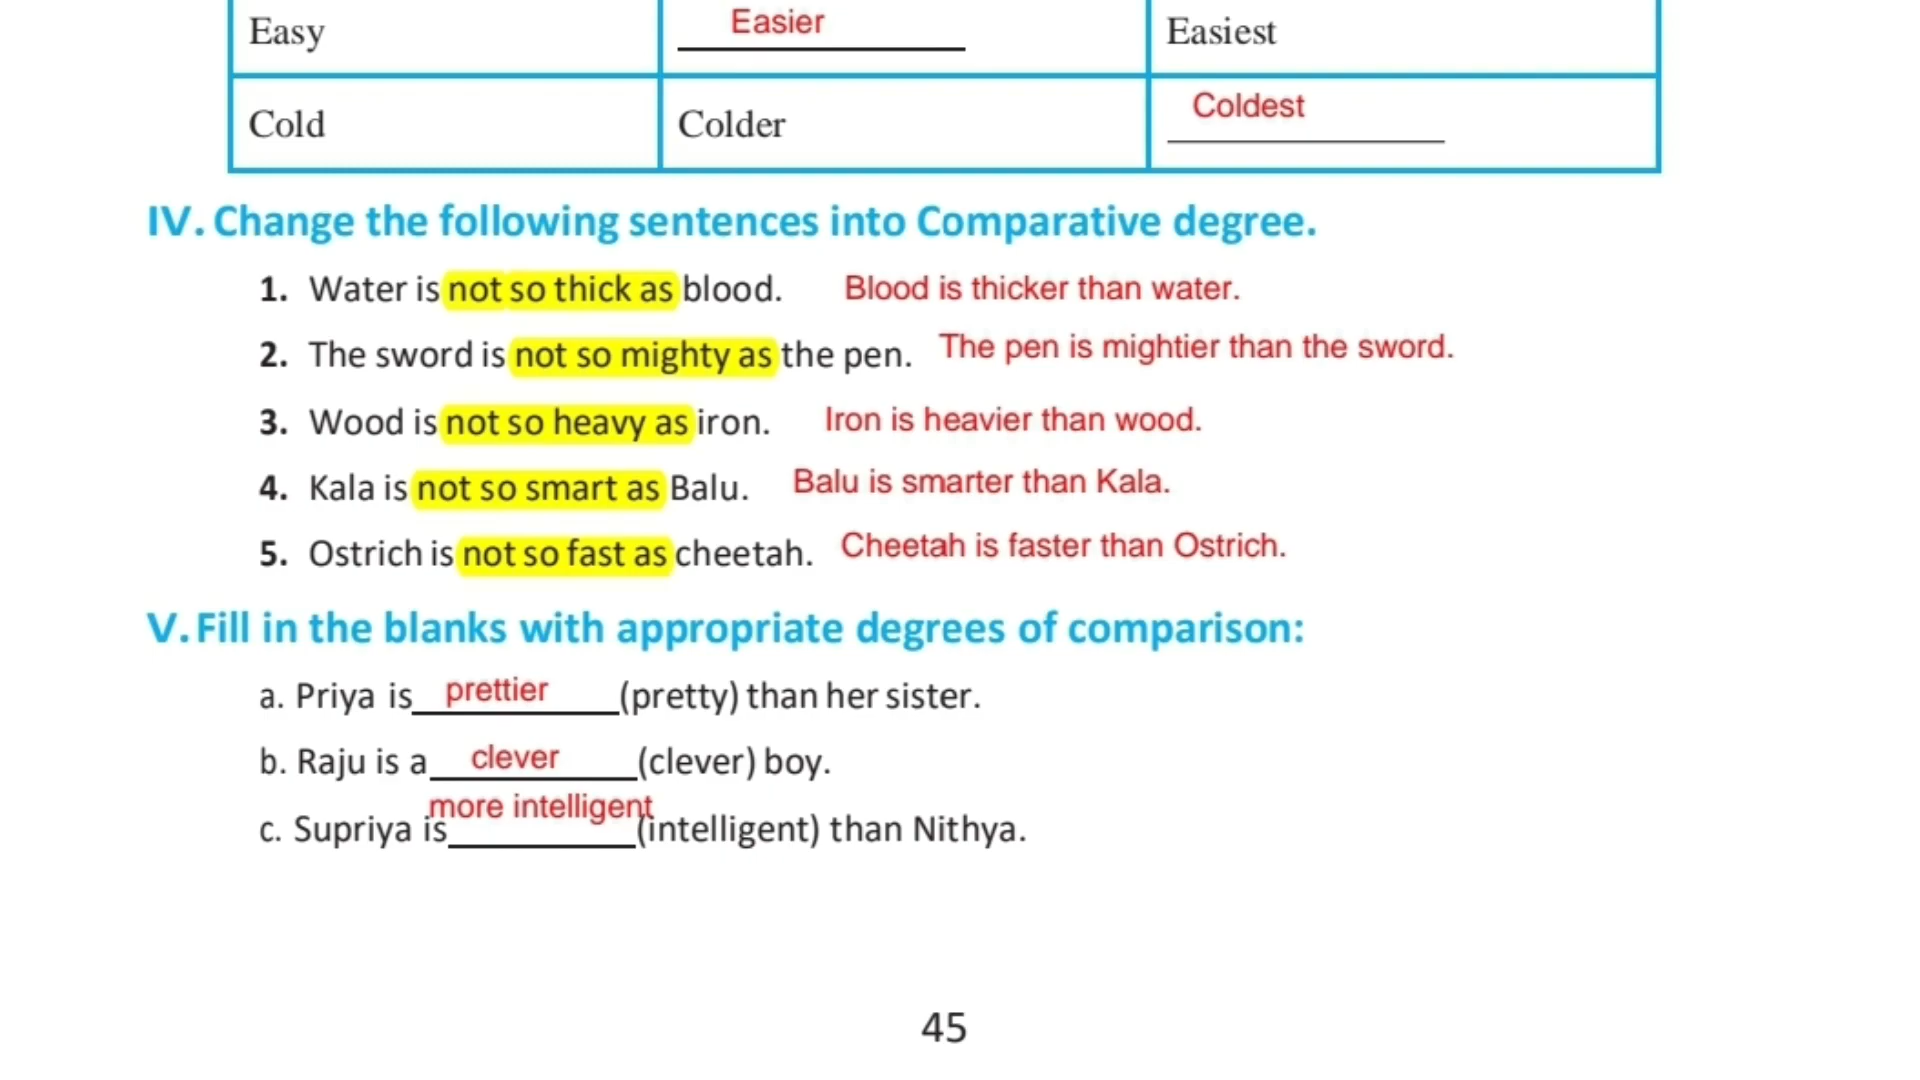 Easy Easier Easiest
Cold Colder Coldest
IV. Change the following sentences into Comparative degree.
1. Water is not so thick as blood. Blood is thicker than water.
2. The sword is not so mighty as the pen. The pen is mightier than the sword.
3. Wood is not so heavy as iron. Iron is heavier than wood.
4. Kala is not so smart as Balu. Balu is smarter than Kala.
5. Ostrich is not so fast as cheetah. Cheetah is faster than Ostrich.
V. Fill in the blanks with appropriate degrees of comparison:
a. Priya is prettier (pretty) than her sister.
b. Raju is a clever (clever) boy.
c. Supriya is more intelligent (intelligent) than Nithya.
45